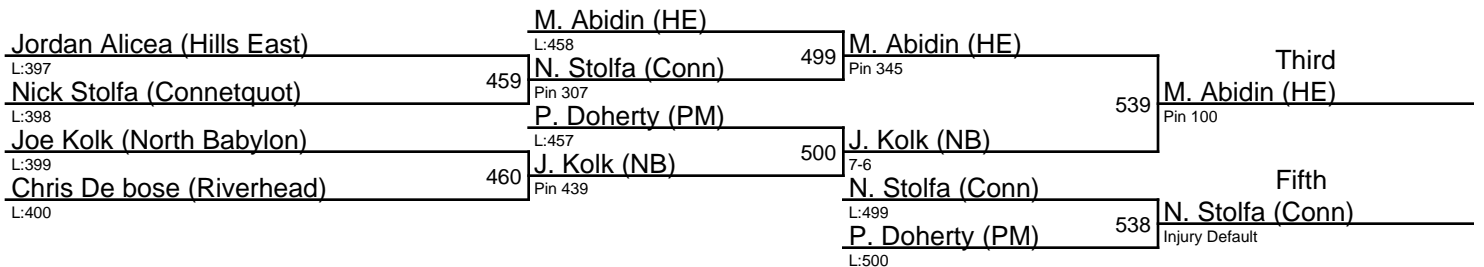 Jordan Alicea (Hills East)
L:397
Nick Stolfa (Connetquot)
L:398
Joe Kolk (North Babylon)
L:399
Chris De bose (Riverhead)
L:400
459
460
M. Abidin (HE)
L:458
N. Stolfa (Conn)
Pin 307
P. Doherty (PM)
L:457
J. Kolk (NB)
Pin 439
499
500
M. Abidin (HE)
Pin 345
J. Kolk (NB)
7-6
N. Stolfa (Conn)
L:499
P. Doherty (PM)
L:500
539
538
Third
M. Abidin (HE)
Pin 100
Fifth
N. Stolfa (Conn)
Injury Default